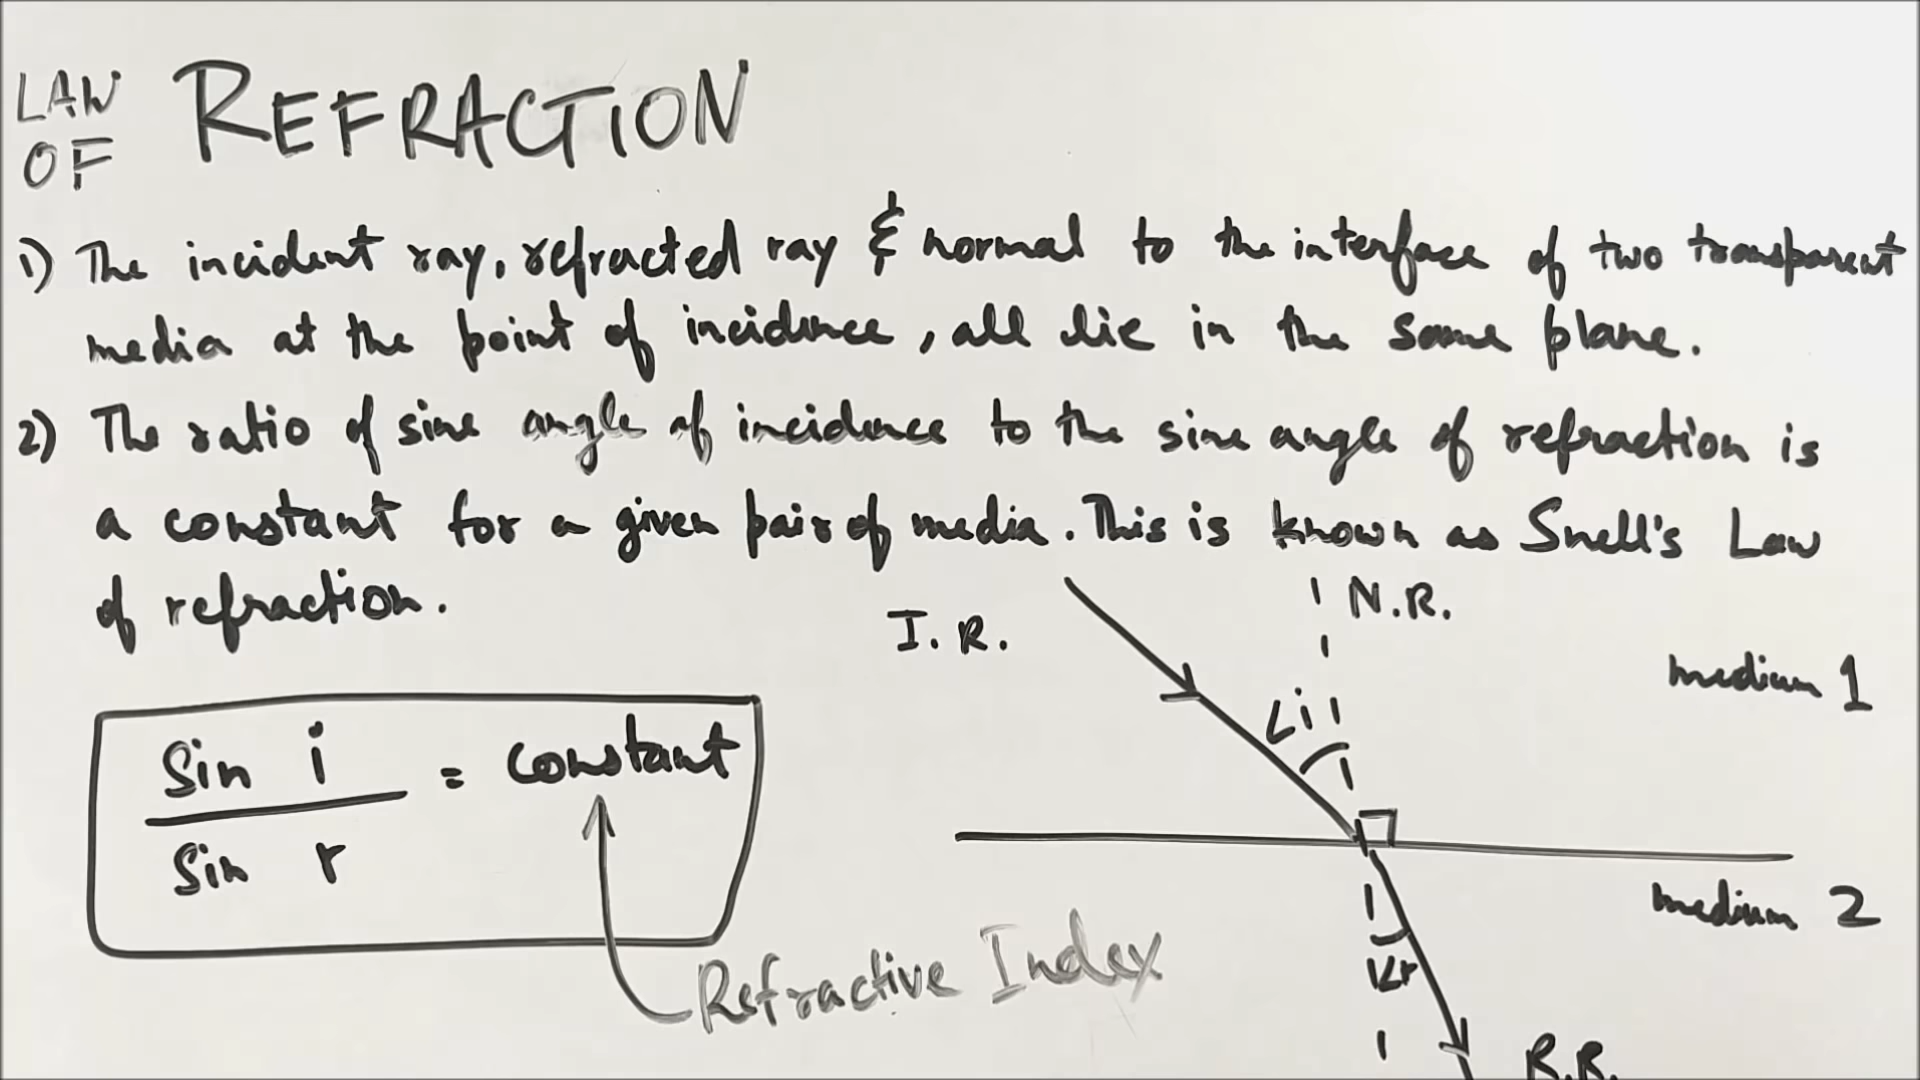 LAW
OF REFRACTION
1) The incident ray, refracted ray & normal to the interface of two transparent
media at the point of incidence, all lie in the same plane.
2) The ratio of sine angle of incidence to the sine angle of refraction is
a constant for a given pair of media. This is known as Snell's Law
of refraction.
I.R.
N.R.
medium 1
∠i
Sin i
= constant
Sin r
medium 2
∠r
Refractive Index
R.R.